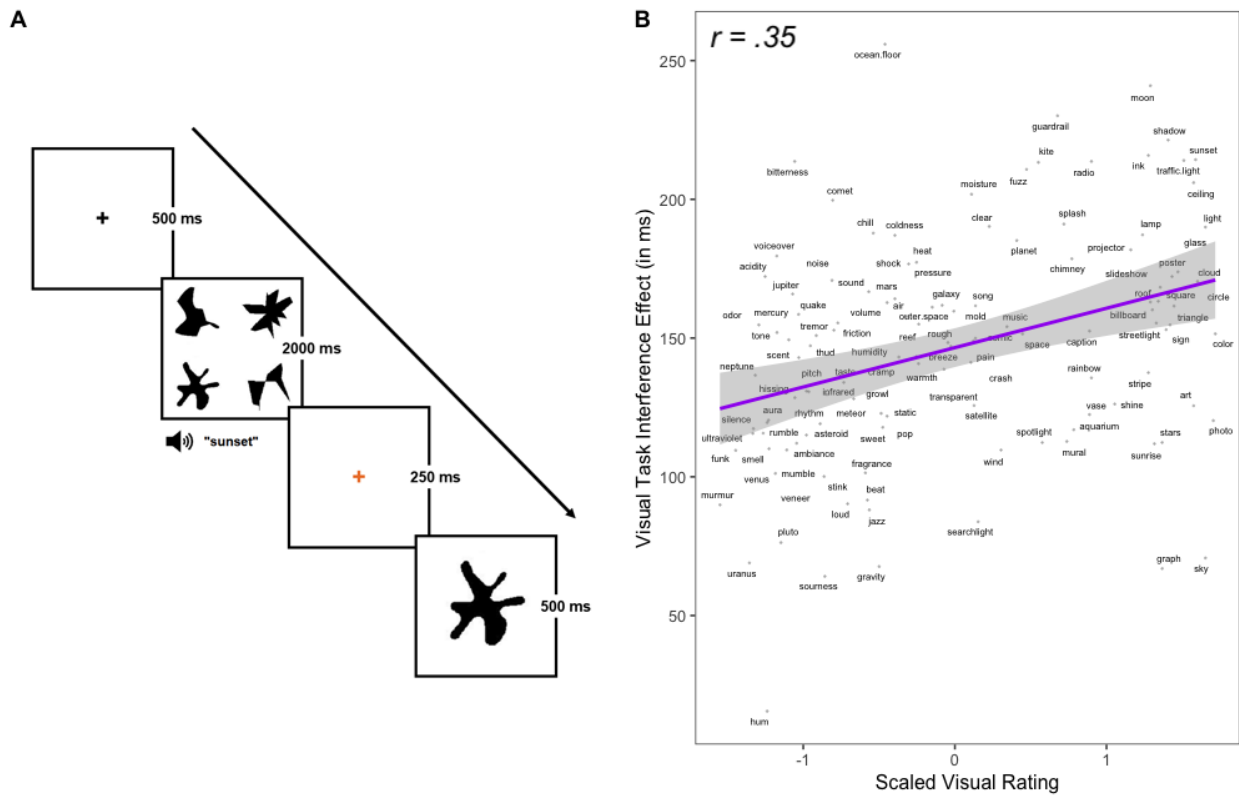 A
500 ms
2000 ms
"sunset"
250 ms
500 ms
B
r = .35
Visual Task Interference Effect (in ms)
250
200
150
100
50
ocean.floor
moon
guardrail
shadow
kite
sunset
bitterness
fuzz
radio
ink
traffic.light
moisture
comet
ceiling
chill
coldness
clear
splash
lamp
light
voiceover
heat
planet
projector
glass
acidity
noise
shock
pressure
chimney
slideshow
poster
cloud
jupiter
sound
mars
galaxy
song
roof
square
circle
quake
air
odor
mercury
volume
outer.space
mold
music
billboard
triangle
tremor
friction
reef
rough
tone
space
caption
streetlight
sign
color
scent
thud
humidity
breeze
pain
neptune
pitch
taste
cramp
warmth
crash
rainbow
hissing
infrared
growl
transparent
stripe
art
silence
aura
rhythm
meteor
static
satellite
vase
shine
ultraviolet
rumble
asteroid
sweet
pop
spotlight
aquarium
stars
photo
funk
smell
ambiance
fragrance
wind
mural
sunrise
venus
mumble
murmur
veneer
stink
beat
loud
jazz
pluto
searchlight
uranus
sourness
gravity
graph
sky
hum
-1
0
1
Scaled Visual Rating